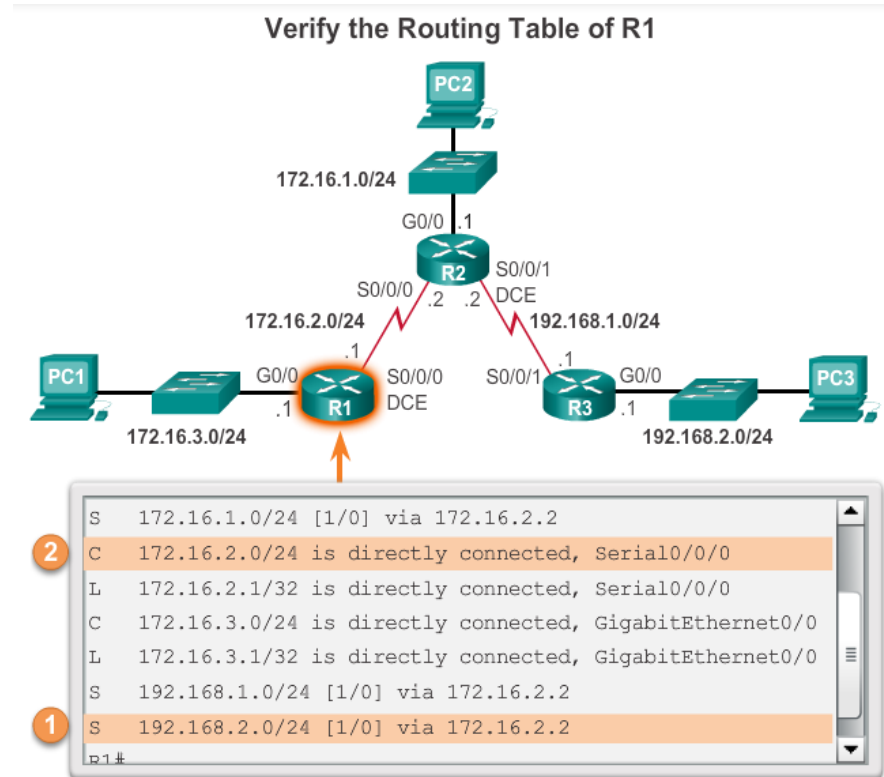 Verify the Routing Table of R1
PC2
172.16.1.0/24
G0/0 .1
R2
S0/0/1
DCE
S0/0/0
.2 .2
172.16.2.0/24
192.168.1.0/24
.1
.1
PC1
G0/0
.1
R1
S0/0/0
DCE
S0/0/1
R3
G0/0
.1
PC3
172.16.3.0/24
192.168.2.0/24
S 172.16.1.0/24 [1/0] via 172.16.2.2
2 C 172.16.2.0/24 is directly connected, Serial0/0/0
L 172.16.2.1/32 is directly connected, Serial0/0/0
C 172.16.3.0/24 is directly connected, GigabitEthernet0/0
L 172.16.3.1/32 is directly connected, GigabitEthernet0/0
S 192.168.1.0/24 [1/0] via 172.16.2.2
1 S 192.168.2.0/24 [1/0] via 172.16.2.2
R1#